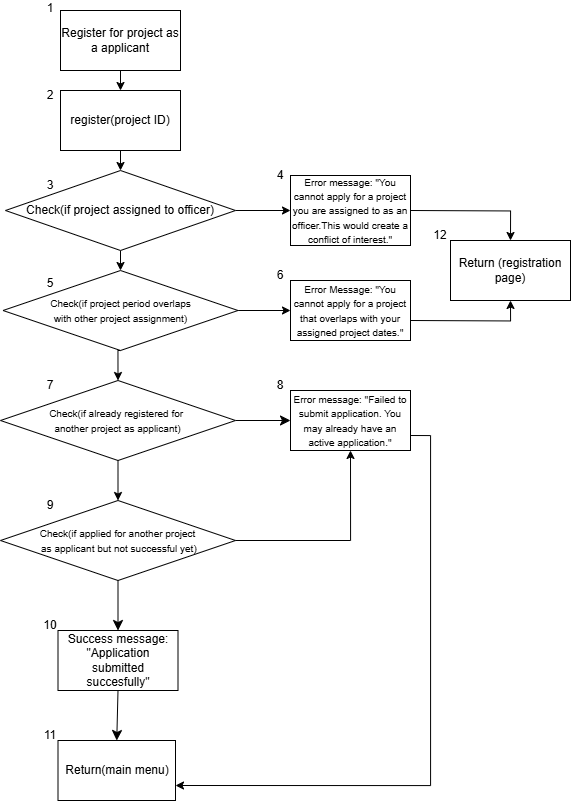 1
Register for project as
a applicant
2
register(project ID)
3
Check(if project assigned to officer)
4
Error message: "You
cannot apply for a project
you are assigned to as an
officer.This would create a
conflict of interest."
12
Return (registration
page)
5
Check(if project period overlaps
with other project assignment)
6
Error Message: "You
cannot apply for a project
that overlaps with your
assigned project dates."
7
Check(if already registered for
another project as applicant)
8
Error message: "Failed to
submit application. You
may already have an
active application."
9
Check(if applied for another project
as applicant but not successful yet)
10
Success message:
"Application
submitted
succesfully"
11
Return(main menu)